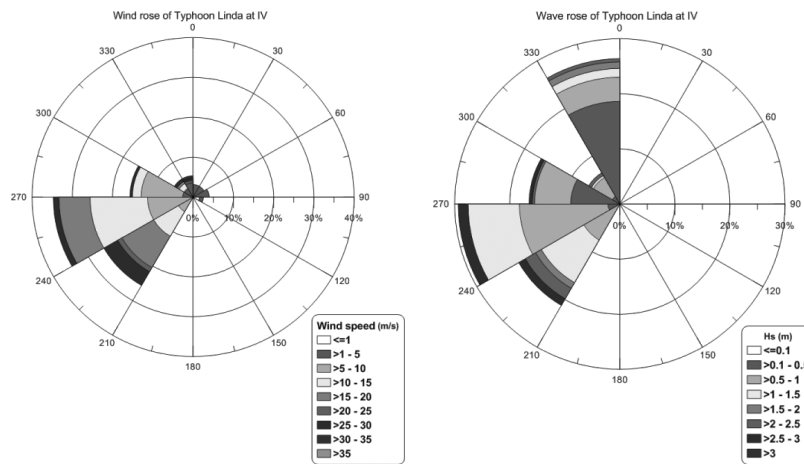 Wind rose of Typhoon Linda at IV
0
30
60
90
120
150
180
210
240
270
300
330
0%
10%
20%
30%
40%
Wind speed (m/s)
<=1
>1 - 5
>5 - 10
>10 - 15
>15 - 20
>20 - 25
>25 - 30
>30 - 35
>35
Wave rose of Typhoon Linda at IV
0
30
60
90
120
150
180
210
240
270
300
330
0%
10%
20%
30%
Hs (m)
<=0.1
>0.1 - 0.5
>0.5 - 1
>1 - 1.5
>1.5 - 2
>2 - 2.5
>2.5 - 3
>3